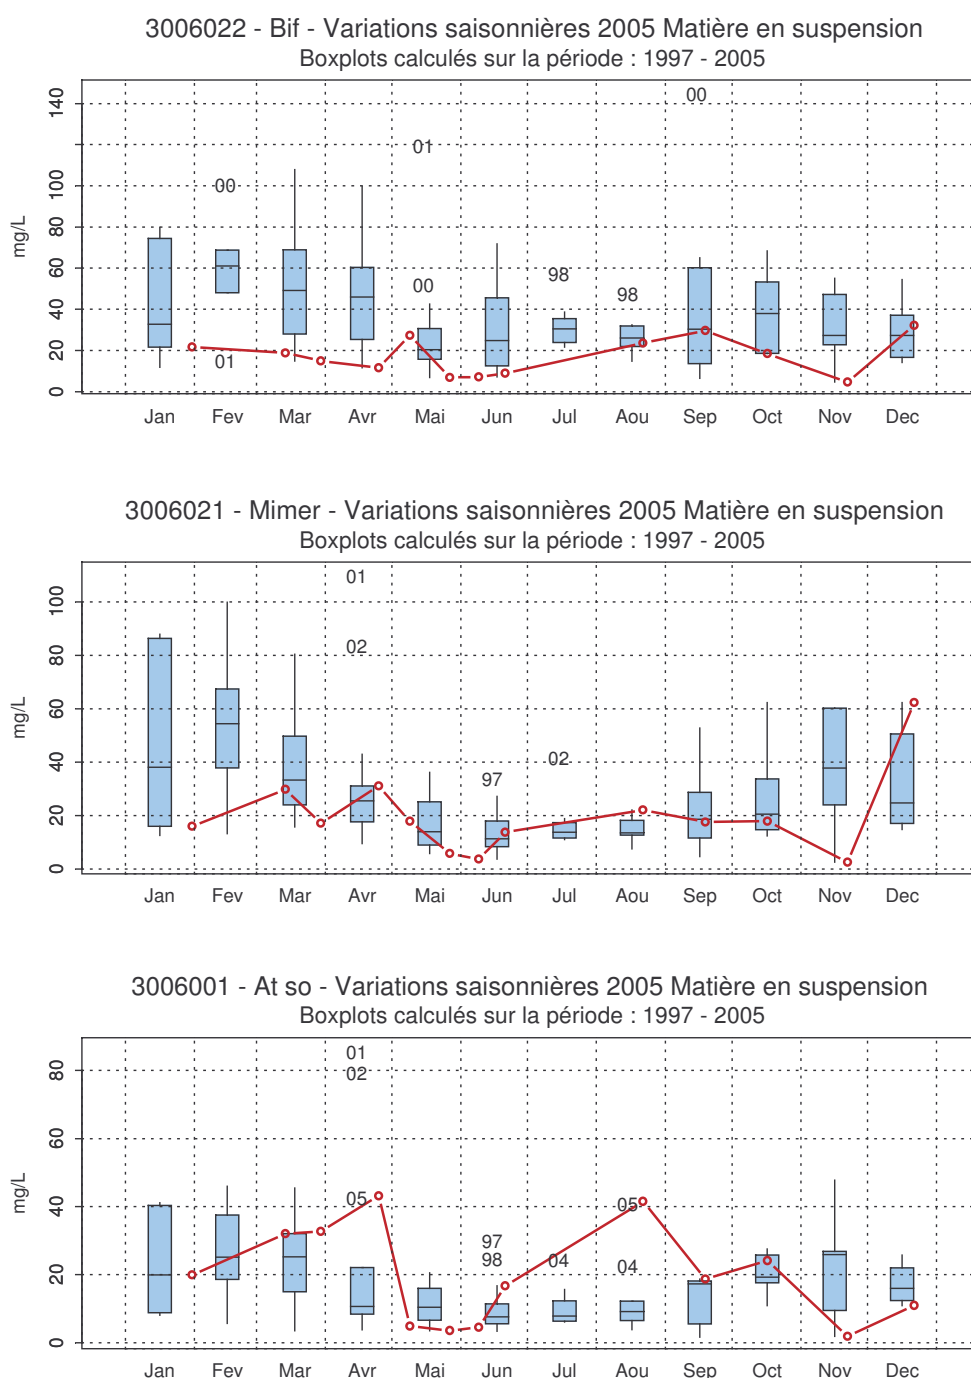 3006022 - Bif - Variations saisonnières 2005 Matière en suspension
Boxplots calculés sur la période : 1997 - 2005
mg/L
0 20 40 60 80 100 140
00
01
00
01
00
98
98
00
Jan Fev Mar Avr Mai Jun Jul Aou Sep Oct Nov Dec
3006021 - Mimer - Variations saisonnières 2005 Matière en suspension
Boxplots calculés sur la période : 1997 - 2005
mg/L
0 20 40 60 80 100
01
02
97
02
Jan Fev Mar Avr Mai Jun Jul Aou Sep Oct Nov Dec
3006001 - At so - Variations saisonnières 2005 Matière en suspension
Boxplots calculés sur la période : 1997 - 2005
mg/L
0 20 40 60 80
01
02
05
97
98
04
05
04
Jan Fev Mar Avr Mai Jun Jul Aou Sep Oct Nov Dec